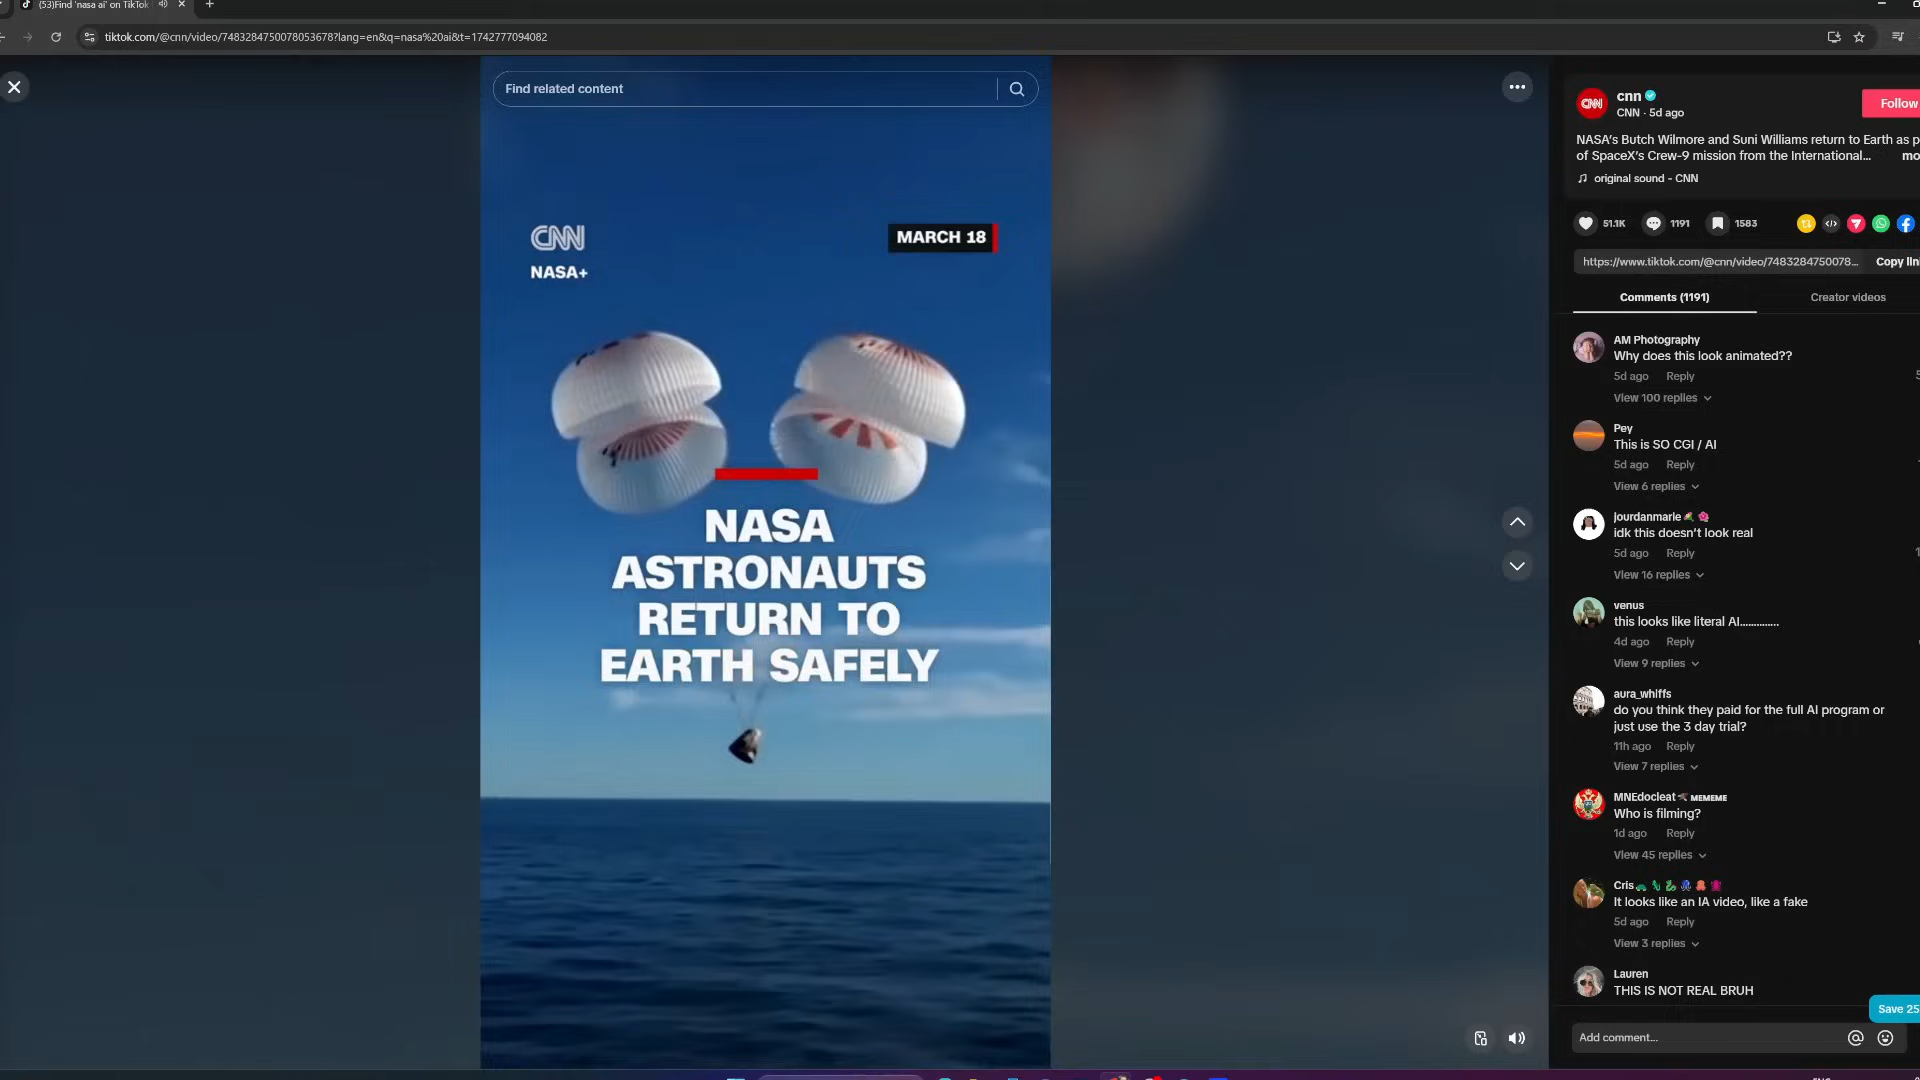 (53)Find 'nasa ai' on TikTok
tiktok.com/@cnn/video/7483284750078053678?lang=en&q=nasa%20ai&t=1742777094082
Find related content
CNN
NASA+
MARCH 18
NASA
ASTRONAUTS
RETURN TO
EARTH SAFELY
CNN
cnn
CNN · 5d ago
Follow
NASA's Butch Wilmore and Suni Williams return to Earth as p
of SpaceX's Crew-9 mission from the International... mo
original sound - CNN
51.1K 1191 1583
https://www.tiktok.com/@cnn/video/7483284750078... Copy lin
Comments (1191) Creator videos
AM Photography
Why does this look animated??
5d ago Reply
View 100 replies
Pey
This is SO CGI / AI
5d ago Reply
View 6 replies
jourdanmarie
idk this doesn't look real
5d ago Reply
View 16 replies
venus
this looks like literal AI.............
4d ago Reply
View 9 replies
aura_whiffs
do you think they paid for the full AI program or
just use the 3 day trial?
11h ago Reply
View 7 replies
MNEdocleat ᴍᴇᴍᴇᴍᴇ
Who is filming?
1d ago Reply
View 45 replies
Cris
It looks like an IA video, like a fake
5d ago Reply
View 3 replies
Lauren
THIS IS NOT REAL BRUH
Save 25
Add comment...